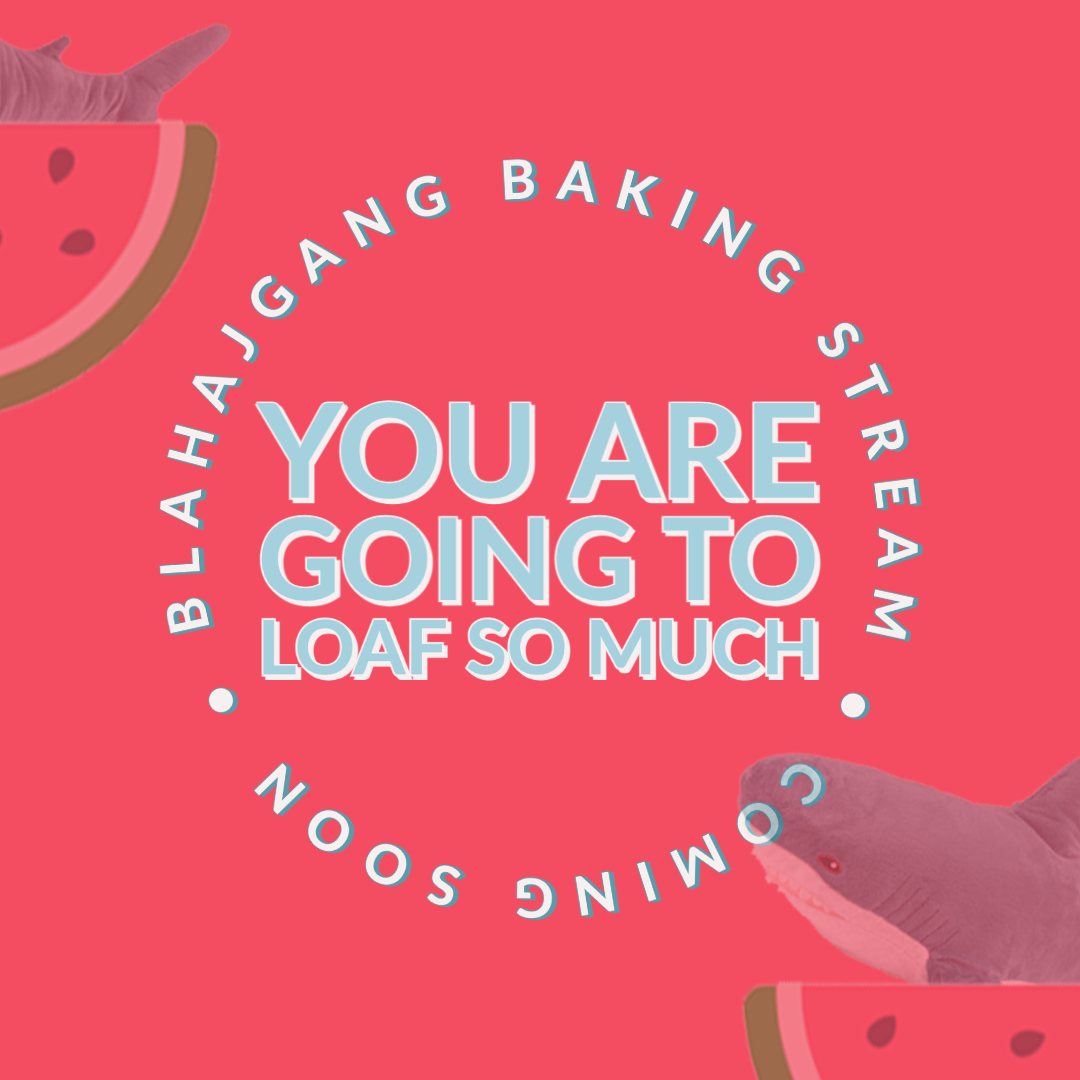 BLAHAJGANG BAKING STREAM
YOU ARE
GOING TO
LOAF SO MUCH
• COMING SOON •